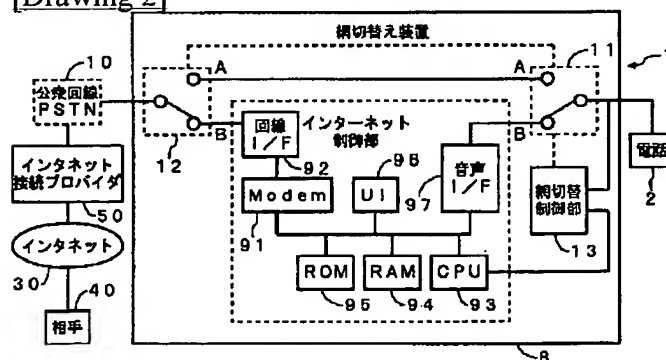 [Drawing 2]
網切替え装置
10
公衆回線
PSTN
A
A
11
B
B
12
回線
I/F
92
インターネット
制御部
Modem
91
UI
98
音声
I/F
97
ROM
95
RAM
94
CPU
93
網切替
制御部
13
電話
2
インタネット
接続プロバイダ
50
インタネット
30
40
相手
8